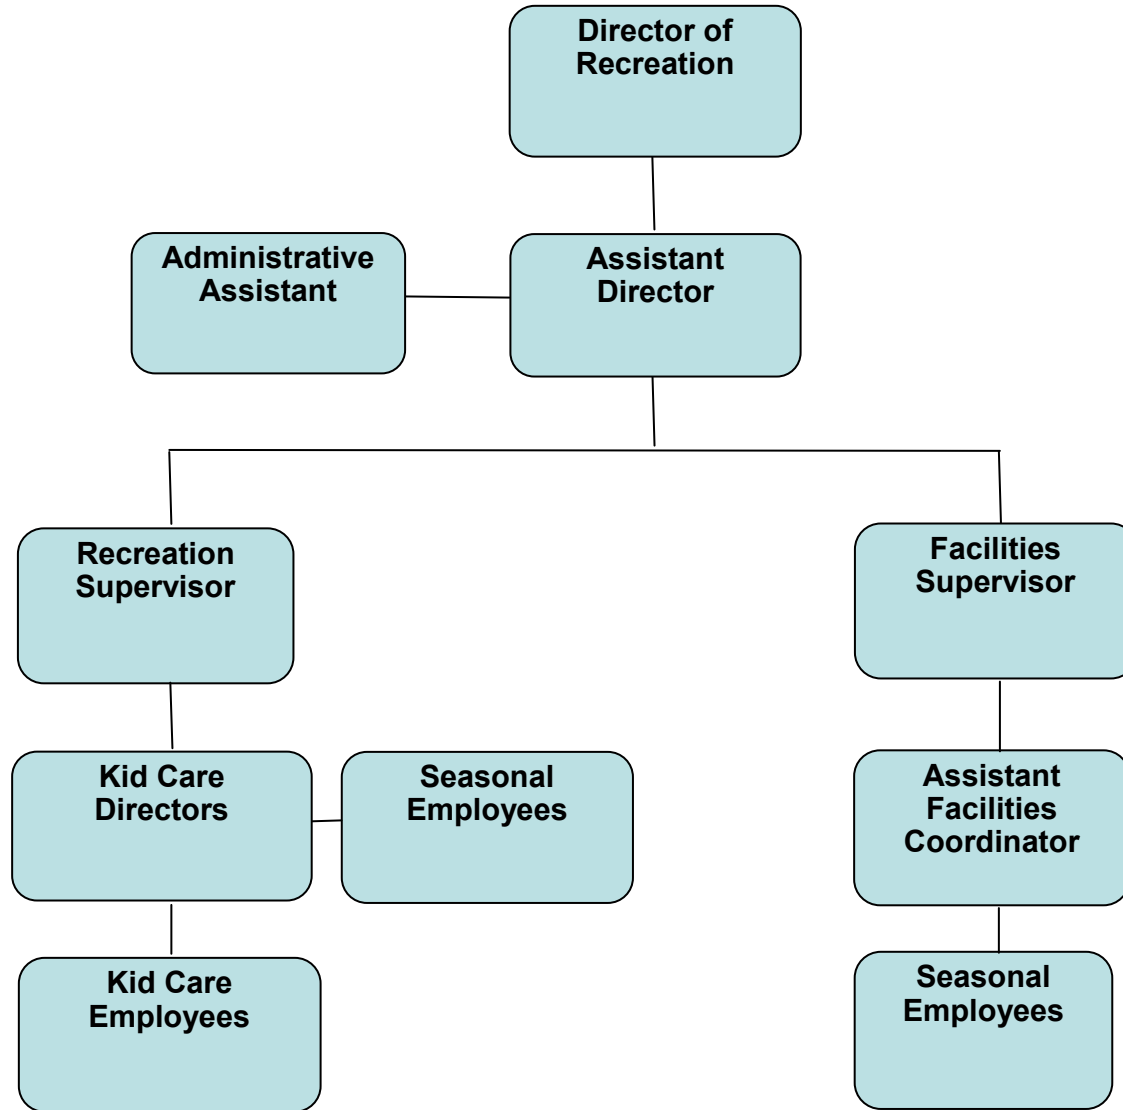 Director of
Recreation
Administrative
Assistant
Assistant
Director
Recreation
Supervisor
Facilities
Supervisor
Kid Care
Directors
Seasonal
Employees
Assistant
Facilities
Coordinator
Kid Care
Employees
Seasonal
Employees